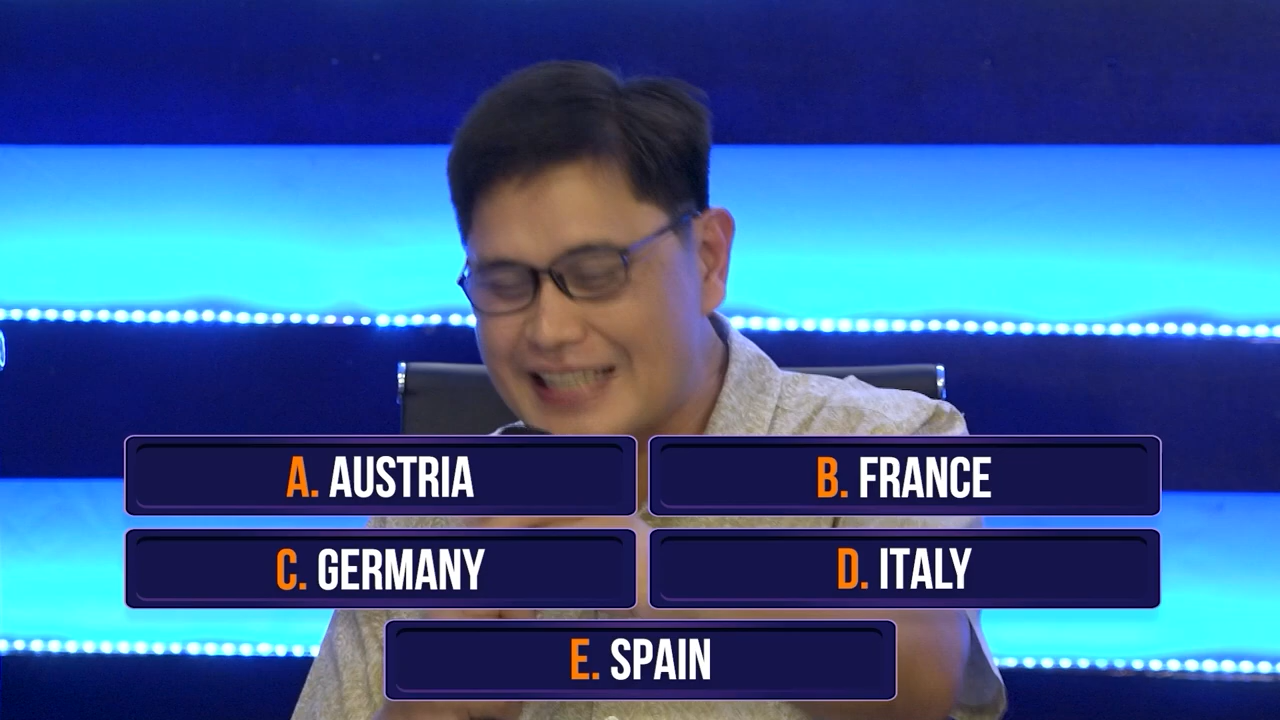 A. AUSTRIA
B. FRANCE
C. GERMANY
D. ITALY
E. SPAIN